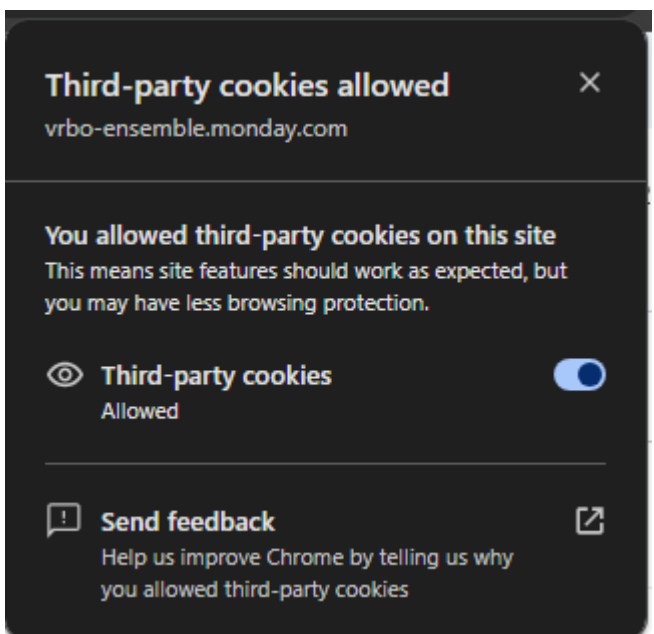 Third-party cookies allowed
vrbo-ensemble.monday.com
You allowed third-party cookies on this site
This means site features should work as expected, but
you may have less browsing protection.
Third-party cookies
Allowed
Send feedback
Help us improve Chrome by telling us why
you allowed third-party cookies